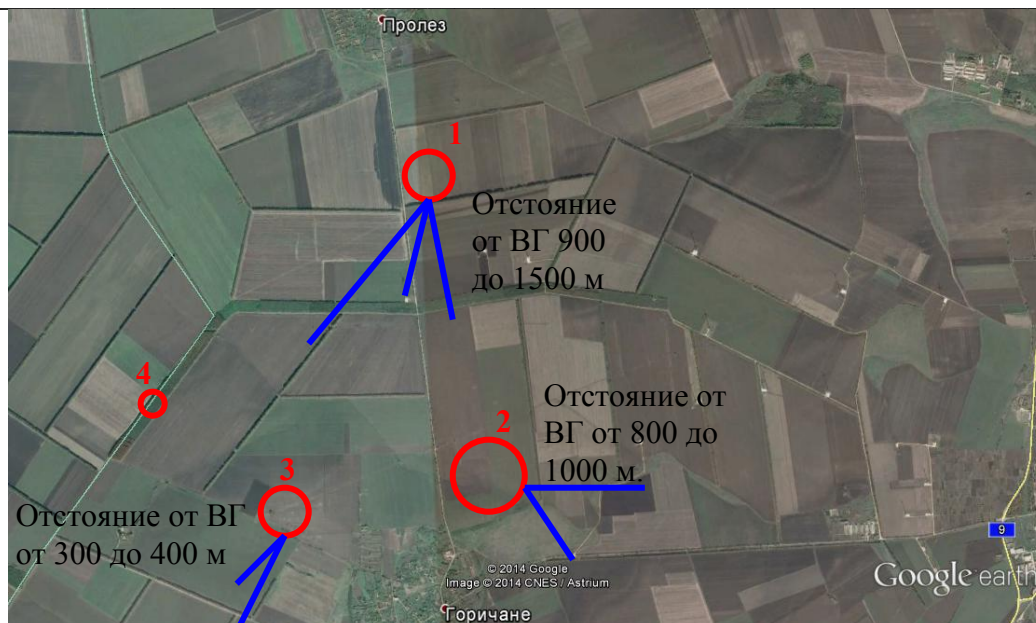 Пролез
1
Отстояние
от ВГ 900
до 1500 м
4
2
Отстояние от
ВГ от 800 до
1000 м.
3
Отстояние от ВГ
от 300 до 400 м
9
© 2014 Google
Image © 2014 CNES / Astrium
Google earth
Горичане